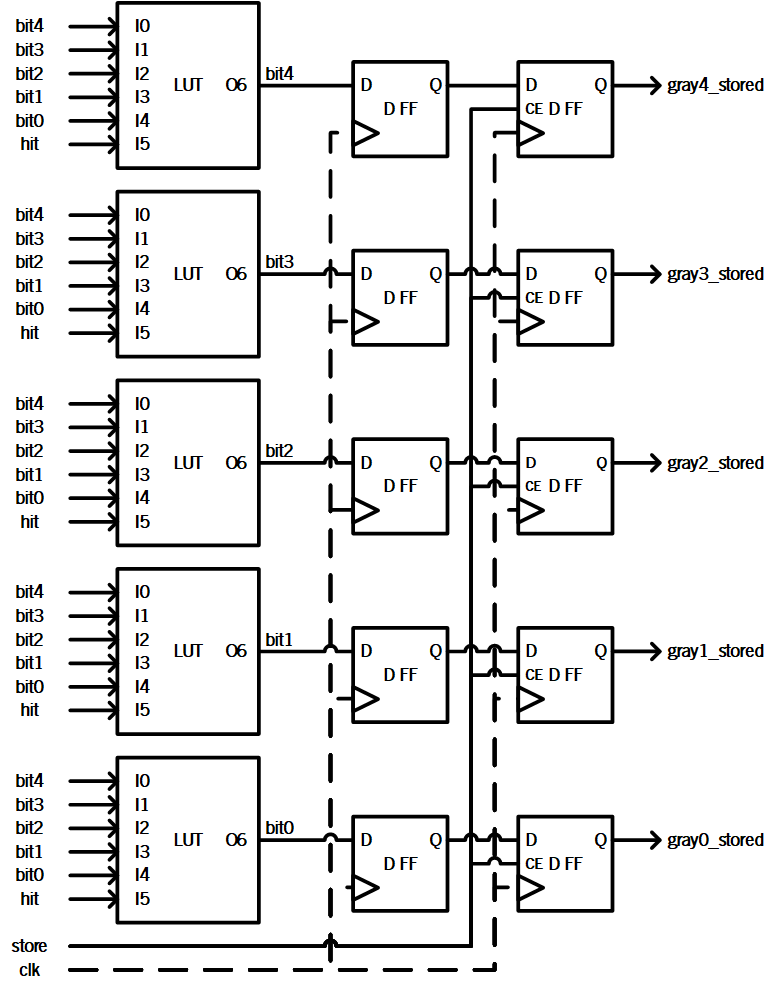 bit4 I0
bit3 I1
bit2 I2 LUT O6 bit4 D Q D Q gray4_stored
bit1 I3 D FF CE D FF
bit0 I4
hit I5
bit4 I0
bit3 I1
bit2 I2 LUT O6 bit3 D Q D Q gray3_stored
bit1 I3 D FF CE D FF
bit0 I4
hit I5
bit4 I0
bit3 I1
bit2 I2 LUT O6 bit2 D Q D Q gray2_stored
bit1 I3 D FF CE D FF
bit0 I4
hit I5
bit4 I0
bit3 I1
bit2 I2 LUT O6 bit1 D Q D Q gray1_stored
bit1 I3 D FF CE D FF
bit0 I4
hit I5
bit4 I0
bit3 I1
bit2 I2 LUT O6 bit0 D Q D Q gray0_stored
bit1 I3 D FF CE D FF
bit0 I4
hit I5
store
clk